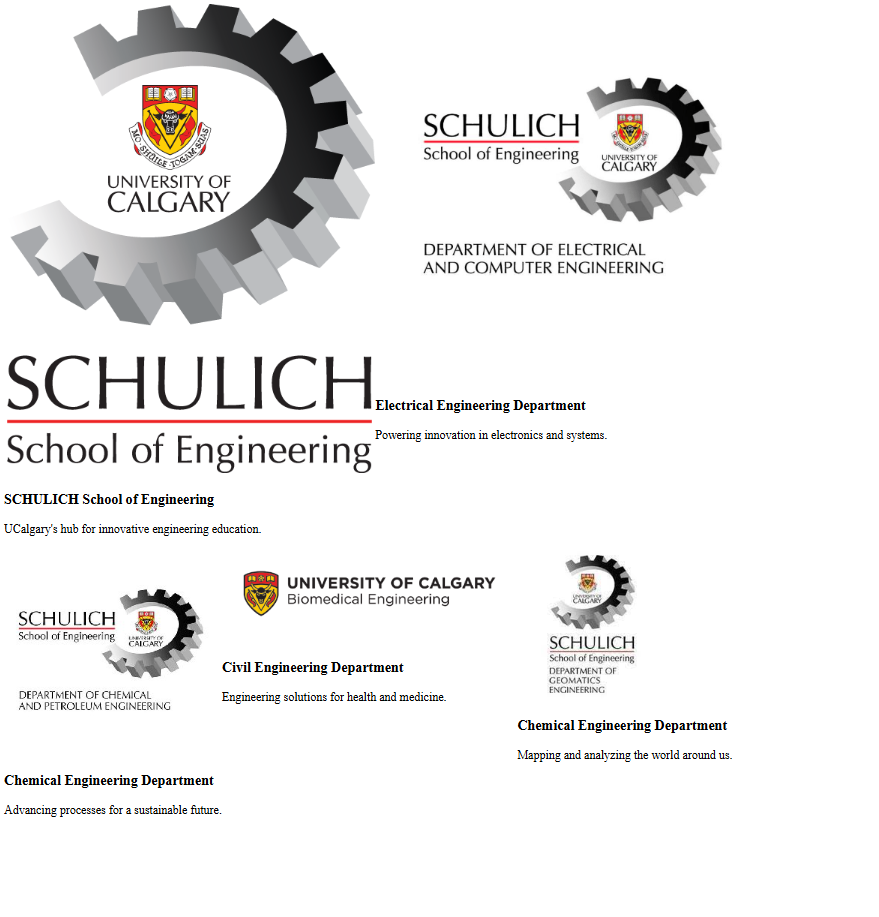 MO·SHÙILE·TOGAM·SUAS
UNIVERSITY OF
CALGARY
SCHULICH
School of Engineering
SCHULICH School of Engineering
UCalgary's hub for innovative engineering education.
SCHULICH
School of Engineering
UNIVERSITY OF
CALGARY
DEPARTMENT OF ELECTRICAL
AND COMPUTER ENGINEERING
Electrical Engineering Department
Powering innovation in electronics and systems.
SCHULICH
School of Engineering
UNIVERSITY OF
CALGARY
DEPARTMENT OF CHEMICAL
AND PETROLEUM ENGINEERING
Chemical Engineering Department
Advancing processes for a sustainable future.
UNIVERSITY OF CALGARY
Biomedical Engineering
Civil Engineering Department
Engineering solutions for health and medicine.
UNIVERSITY OF
CALGARY
SCHULICH
School of Engineering
DEPARTMENT OF
GEOMATICS
ENGINEERING
Chemical Engineering Department
Mapping and analyzing the world around us.